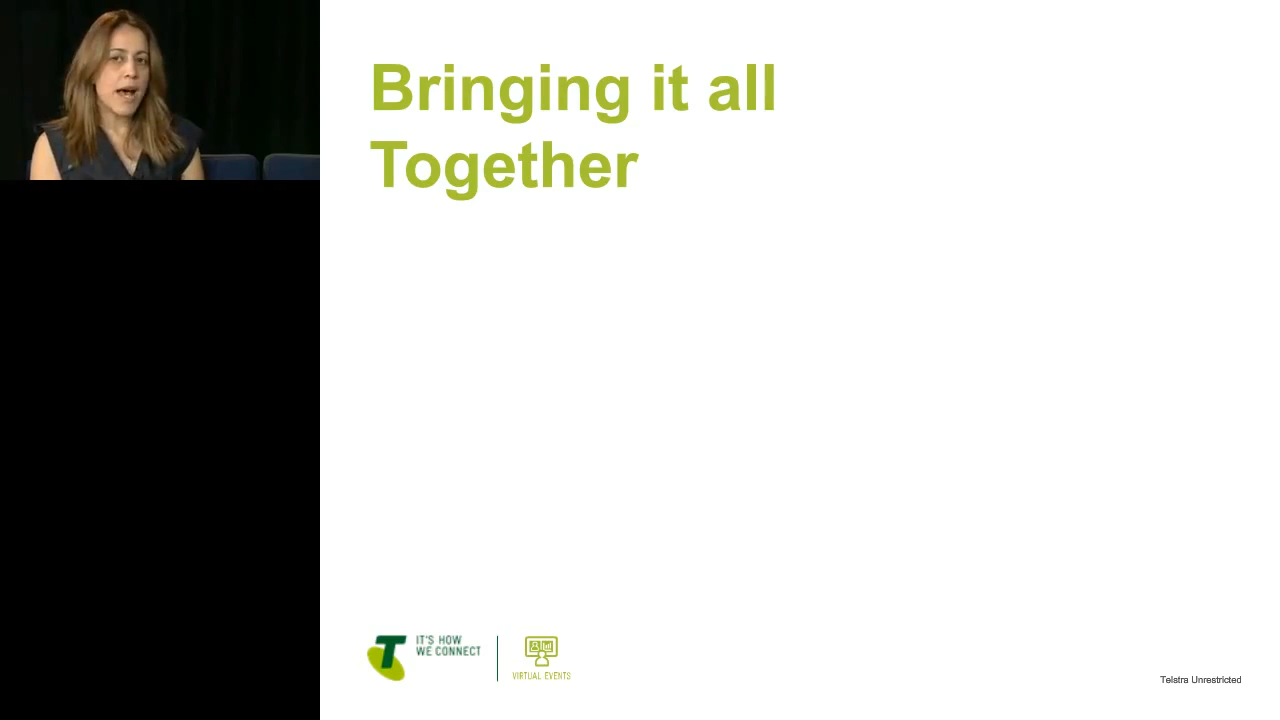 Bringing it all
Together
IT'S HOW
WE CONNECT
VIRTUAL EVENTS
Telstra Unrestricted